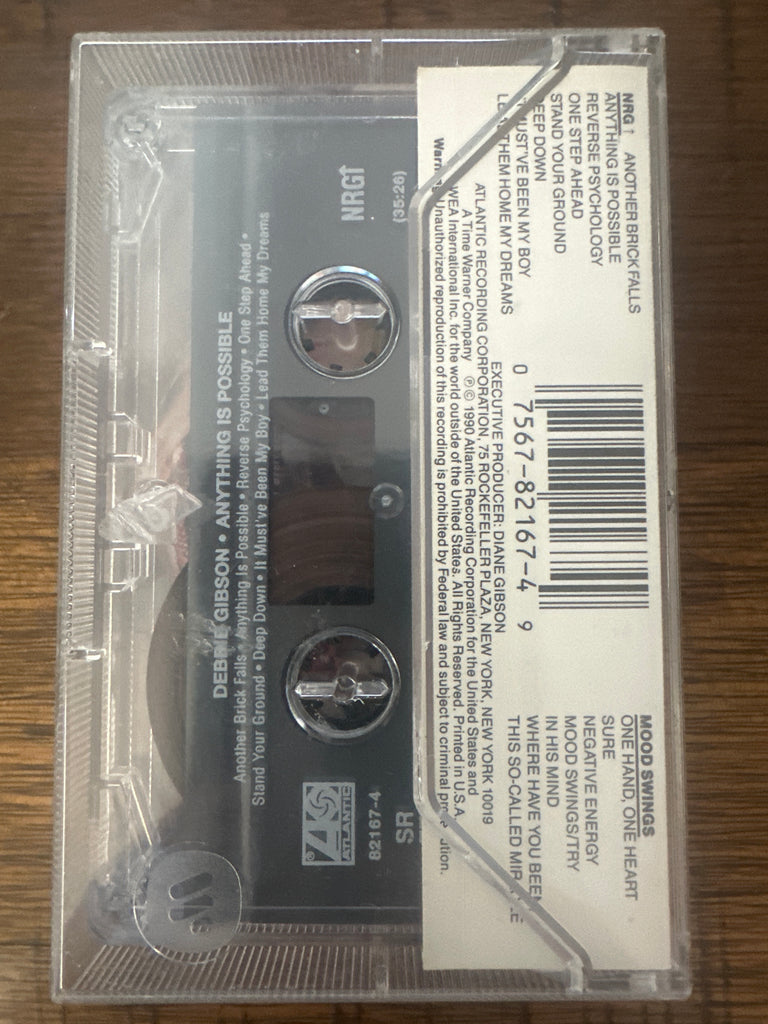 NRG↑
ANOTHER BRICK FALLS
ANYTHING IS POSSIBLE
REVERSE PSYCHOLOGY
ONE STEP AHEAD
STAND YOUR GROUND
DEEP DOWN
IT MUST'VE BEEN MY BOY
LEAD THEM HOME MY DREAMS
0 7567-82167-4 9
MOOD SWINGS
ONE HAND, ONE HEART
SURE
NEGATIVE ENERGY
MOOD SWINGS/TRY
IN HIS MIND
WHERE HAVE YOU BEEN
THIS SO-CALLED MIRACLE
EXECUTIVE PRODUCER: DIANE GIBSON
ATLANTIC RECORDING CORPORATION, 75 ROCKEFELLER PLAZA, NEW YORK, NEW YORK 10019
A Time Warner Company ℗© 1990 Atlantic Recording Corporation for the United States and
WEA International Inc. for the world outside of the United States. All Rights Reserved. Printed in U.S.A.
Warning: Unauthorized reproduction of this recording is prohibited by Federal law and subject to criminal prosecution.
NRG↑
(35:26)
SR
82167-4
ATLANTIC
®
DEBBIE GIBSON • ANYTHING IS POSSIBLE
Another Brick Falls • Anything Is Possible • Reverse Psychology • One Step Ahead •
Stand Your Ground • Deep Down • It Must've Been My Boy • Lead Them Home My Dreams